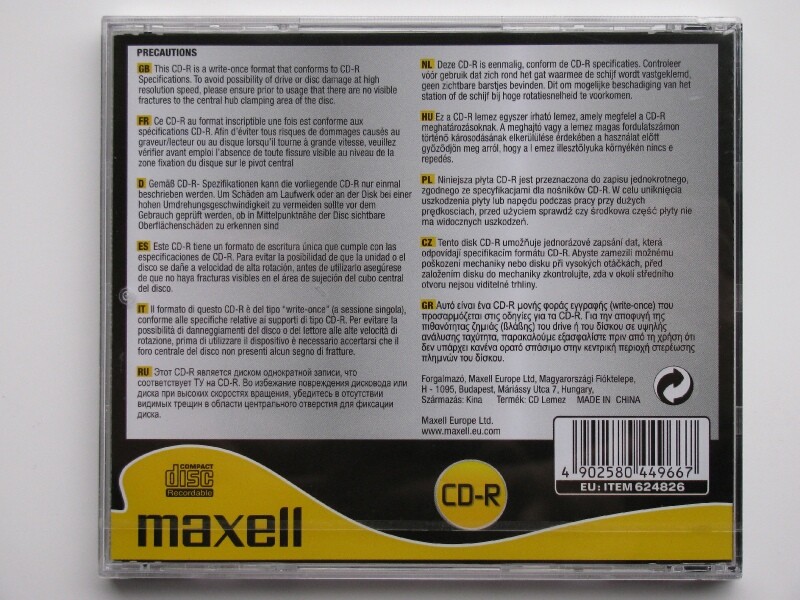 PRECAUTIONS
GB This CD-R is a write-once format that conforms to CD-R
Specifications. To avoid possibility of drive or disc damage at high
resolution speed, please ensure prior to usage that there are no visible
fractures to the central hub clamping area of the disc.
FR Ce CD-R au format inscriptible une fois est conforme aux
spécifications CD-R. Afin d'éviter tous risques de dommages causés au
graveur/lecteur ou au disque lorsqu'il tourne à grande vitesse, veuillez
vérifier avant emploi l'absence de toute fissure visible au niveau de la
zone fixation du disque sur le pivot central
D Gemäß CD-R- Spezifikationen kann die vorliegende CD-R nur einmal
beschrieben werden. Um Schäden am Laufwerk oder an der Disk bei einer
hohen Umdrehungsgeschwindigkeit zu vermeiden sollte vor dem
Gebrauch geprüft werden, ob in Mittelpunktnähe der Disc sichtbare
Oberflächenschäden zu erkennen sind
ES Este CD-R tiene un formato de escritura única que cumple con las
especificaciones de CD-R. Para evitar la posibilidad de que la unidad o el
disco se dañe a velocidad de alta rotación, antes de utilizarlo asegúrese
de que no haya fracturas visibles en el área de sujeción del cubo central
del disco.
IT Il formato di questo CD-R è del tipo "write-once" (a sessione singola),
conforme alle specifiche relative ai supporti di tipo CD-R. Per evitare la
possibilità di danneggiamenti del disco o del lettore alle alte velocità di
rotazione, prima di utilizzare il dispositivo è necessario accertarsi che il
foro centrale del disco non presenti alcun segno di fratture.
RU Этот CD-R является диском однократной записи, что
соответствует ТУ на CD-R. Во избежание повреждения дисковода или
диска при высоких скоростях вращения, убедитесь в отсутствии
видимых трещин в области центрального отверстия для фиксации
диска.
NL Deze CD-R is eenmalig, conform de CD-R specificaties. Controleer
vóór gebruik dat zich rond het gat waarmee de schijf wordt vastgeklemd,
geen zichtbare barstjes bevinden. Dit om mogelijke beschadiging van het
station of de schijf bij hoge rotatiesnelheid te voorkomen.
HU Ez a CD-R lemez egyszer írható lemez, amely megfelel a CD-R
meghatározásoknak. A meghajtó vagy a lemez magas fordulatszámon
történő károsodásának elkerülése érdekében a használat előtt
győződjön meg arról, hogy a lemez illesztőlyuka környéken nincs e
repedés.
PL Niniejsza płyta CD-R jest przeznaczona do zapisu jednokrotnego,
zgodnego ze specyfikacjami dla nośników CD-R. W celu uniknięcia
uszkodzenia płyty lub napędu podczas pracy przy dużych
prędkosciach, przed użyciem sprawdź czy środkowa część płyty nie
ma widocznych uszkodzeń.
CZ Tento disk CD-R umožňuje jednorázové zapsání dat, která
odpovídají specifikacím formátu CD-R. Abyste zamezili možnému
poškození mechaniky nebo disku při vysokých otáčkách, před
založením disku do mechaniky zkontrolujte, zda v okolí středního
otvoru nejsou viditelné trhliny.
GR Αυτό είναι ένα CD-R μονής φοράς εγγραφής (write-once) που
προσαρμόζεται στις οδηγίες για τα CD-R. Για την αποφυγή της
πιθανότητας ζημιάς (βλάβης) του drive ή του δίσκου σε υψηλής
ανάλυσης ταχύτητα, παρακαλούμε εξασφαλίστε πριν από τη χρήση ότι
δεν υπάρχει κανένα ορατό σπάσιμο στην κεντρική περιοχή στερέωσης
πλημνών του δίσκου.
Forgalmazó, Maxell Europe Ltd, Magyarországi Fióktelepe,
H - 1095, Budapest, Máriássy Utca 7, Hungary,
Származás: Kina Termék: CD Lemez MADE IN CHINA
Maxell Europe Ltd.
www.maxell.eu.com
4 902580 449667
EU: ITEM 624826
COMPACT
disc
Recordable
CD-R
maxell